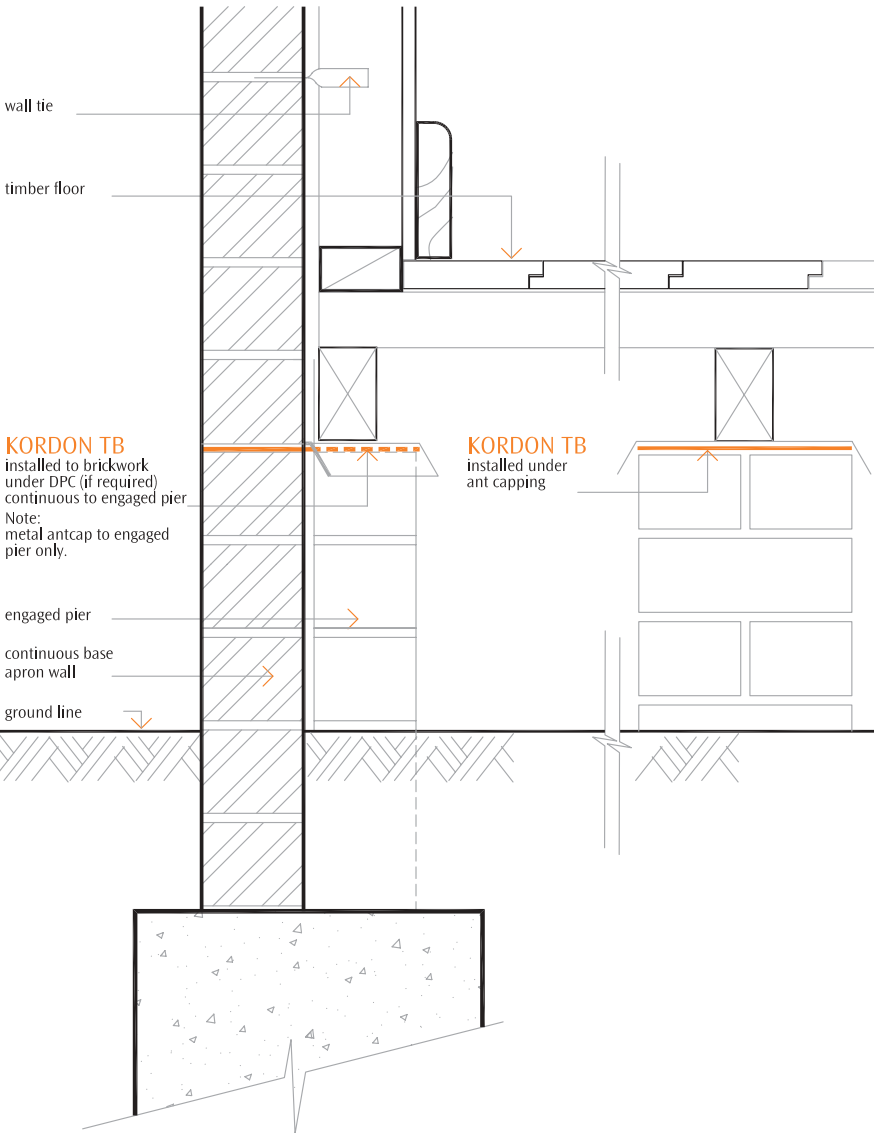 wall tie
timber floor
KORDON TB
installed to brickwork
under DPC (if required)
continuous to engaged pier
Note:
metal antcap to engaged
pier only.
KORDON TB
installed under
ant capping
engaged pier
continuous base
apron wall
ground line